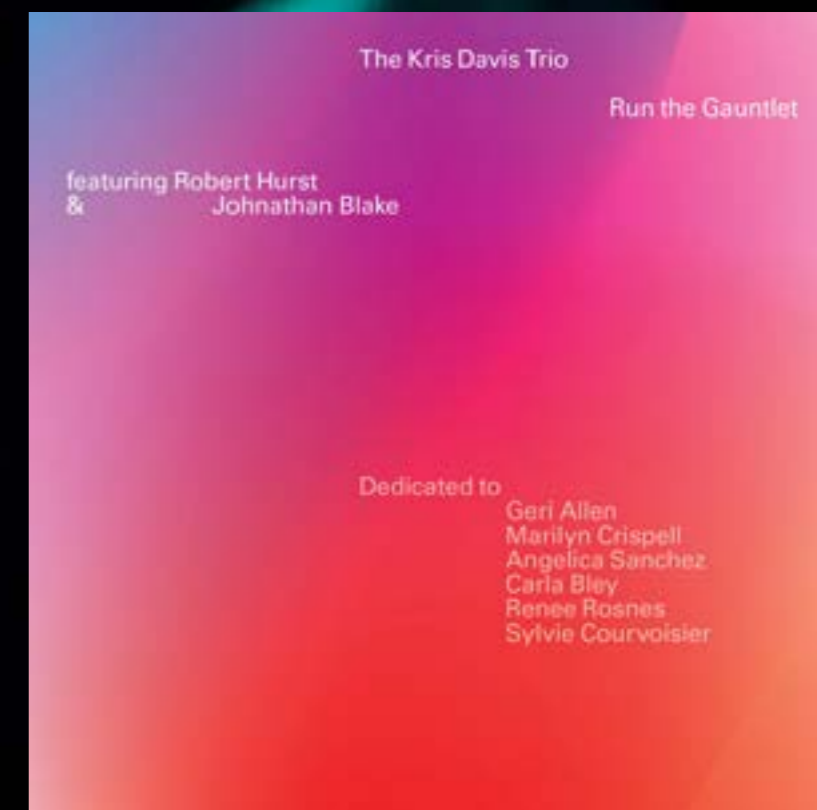 The Kris Davis Trio
Run the Gauntlet
featuring Robert Hurst
& Johnathan Blake
Dedicated to
Geri Allen
Marilyn Crispell
Angelica Sanchez
Carla Bley
Renee Rosnes
Sylvie Courvoisier